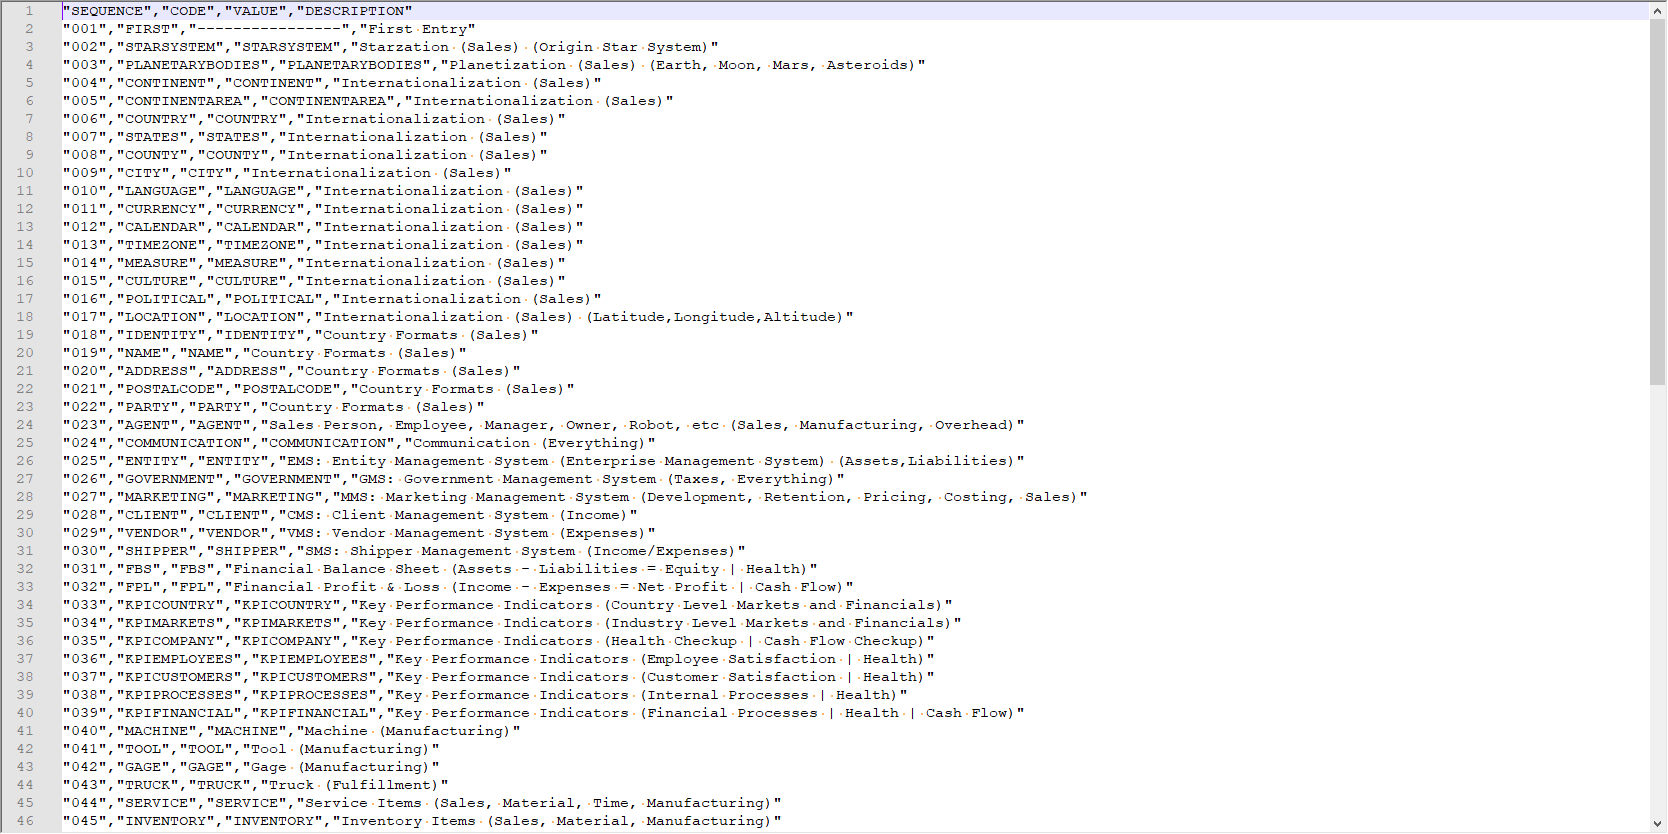 1 "SEQUENCE","CODE","VALUE","DESCRIPTION"
2 "001","FIRST","----------------","First Entry"
3 "002","STARSYSTEM","STARSYSTEM","Starzation (Sales) (Origin Star System)"
4 "003","PLANETARYBODIES","PLANETARYBODIES","Planetization (Sales) (Earth, Moon, Mars, Asteroids)"
5 "004","CONTINENT","CONTINENT","Internationalization (Sales)"
6 "005","CONTINENTAREA","CONTINENTAREA","Internationalization (Sales)"
7 "006","COUNTRY","COUNTRY","Internationalization (Sales)"
8 "007","STATES","STATES","Internationalization (Sales)"
9 "008","COUNTY","COUNTY","Internationalization (Sales)"
10 "009","CITY","CITY","Internationalization (Sales)"
11 "010","LANGUAGE","LANGUAGE","Internationalization (Sales)"
12 "011","CURRENCY","CURRENCY","Internationalization (Sales)"
13 "012","CALENDAR","CALENDAR","Internationalization (Sales)"
14 "013","TIMEZONE","TIMEZONE","Internationalization (Sales)"
15 "014","MEASURE","MEASURE","Internationalization (Sales)"
16 "015","CULTURE","CULTURE","Internationalization (Sales)"
17 "016","POLITICAL","POLITICAL","Internationalization (Sales)"
18 "017","LOCATION","LOCATION","Internationalization (Sales) (Latitude,Longitude,Altitude)"
19 "018","IDENTITY","IDENTITY","Country Formats (Sales)"
20 "019","NAME","NAME","Country Formats (Sales)"
21 "020","ADDRESS","ADDRESS","Country Formats (Sales)"
22 "021","POSTALCODE","POSTALCODE","Country Formats (Sales)"
23 "022","PARTY","PARTY","Country Formats (Sales)"
24 "023","AGENT","AGENT","Sales Person, Employee, Manager, Owner, Robot, etc (Sales, Manufacturing, Overhead)"
25 "024","COMMUNICATION","COMMUNICATION","Communication (Everything)"
26 "025","ENTITY","ENTITY","EMS: Entity Management System (Enterprise Management System) (Assets,Liabilities)"
27 "026","GOVERNMENT","GOVERNMENT","GMS: Government Management System (Taxes, Everything)"
28 "027","MARKETING","MARKETING","MMS: Marketing Management System (Development, Retention, Pricing, Costing, Sales)"
29 "028","CLIENT","CLIENT","CMS: Client Management System (Income)"
30 "029","VENDOR","VENDOR","VMS: Vendor Management System (Expenses)"
31 "030","SHIPPER","SHIPPER","SMS: Shipper Management System (Income/Expenses)"
32 "031","FBS","FBS","Financial Balance Sheet (Assets - Liabilities = Equity | Health)"
33 "032","FPL","FPL","Financial Profit & Loss (Income - Expenses = Net Profit | Cash Flow)"
34 "033","KPICOUNTRY","KPICOUNTRY","Key Performance Indicators (Country Level Markets and Financials)"
35 "034","KPIMARKETS","KPIMARKETS","Key Performance Indicators (Industry Level Markets and Financials)"
36 "035","KPICOMPANY","KPICOMPANY","Key Performance Indicators (Health Checkup | Cash Flow Checkup)"
37 "036","KPIEMPLOYEES","KPIEMPLOYEES","Key Performance Indicators (Employee Satisfaction | Health)"
38 "037","KPICUSTOMERS","KPICUSTOMERS","Key Performance Indicators (Customer Satisfaction | Health)"
39 "038","KPIPROCESSES","KPIPROCESSES","Key Performance Indicators (Internal Processes | Health)"
40 "039","KPIFINANCIAL","KPIFINANCIAL","Key Performance Indicators (Financial Processes | Health | Cash Flow)"
41 "040","MACHINE","MACHINE","Machine (Manufacturing)"
42 "041","TOOL","TOOL","Tool (Manufacturing)"
43 "042","GAGE","GAGE","Gage (Manufacturing)"
44 "043","TRUCK","TRUCK","Truck (Fulfillment)"
45 "044","SERVICE","SERVICE","Service Items (Sales, Material, Time, Manufacturing)"
46 "045","INVENTORY","INVENTORY","Inventory Items (Sales, Material, Manufacturing)"